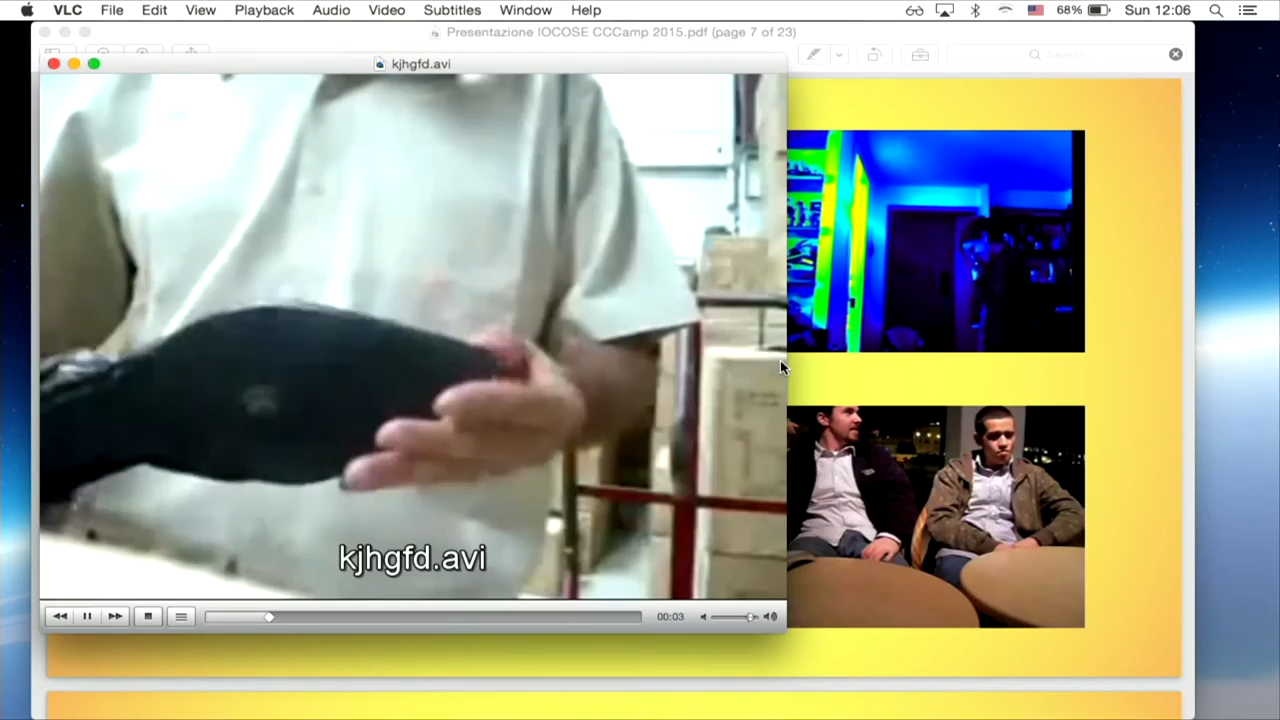 VLC File Edit View Playback Audio Video Subtitles Window Help 68% Sun 12:06
Presentazione IOCOSE CCCamp 2015.pdf (page 7 of 23)
Search
kjhgfd.avi
kjhgfd.avi
00:03